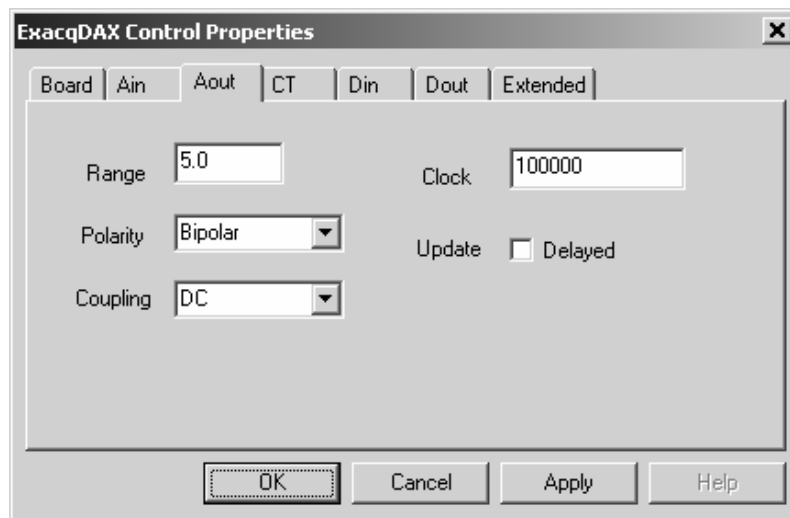 ExacqDAX Control Properties
Board Ain Aout CT Din Dout Extended
Range 5.0 Clock 100000
Polarity Bipolar Update Delayed
Coupling DC
OK Cancel Apply Help